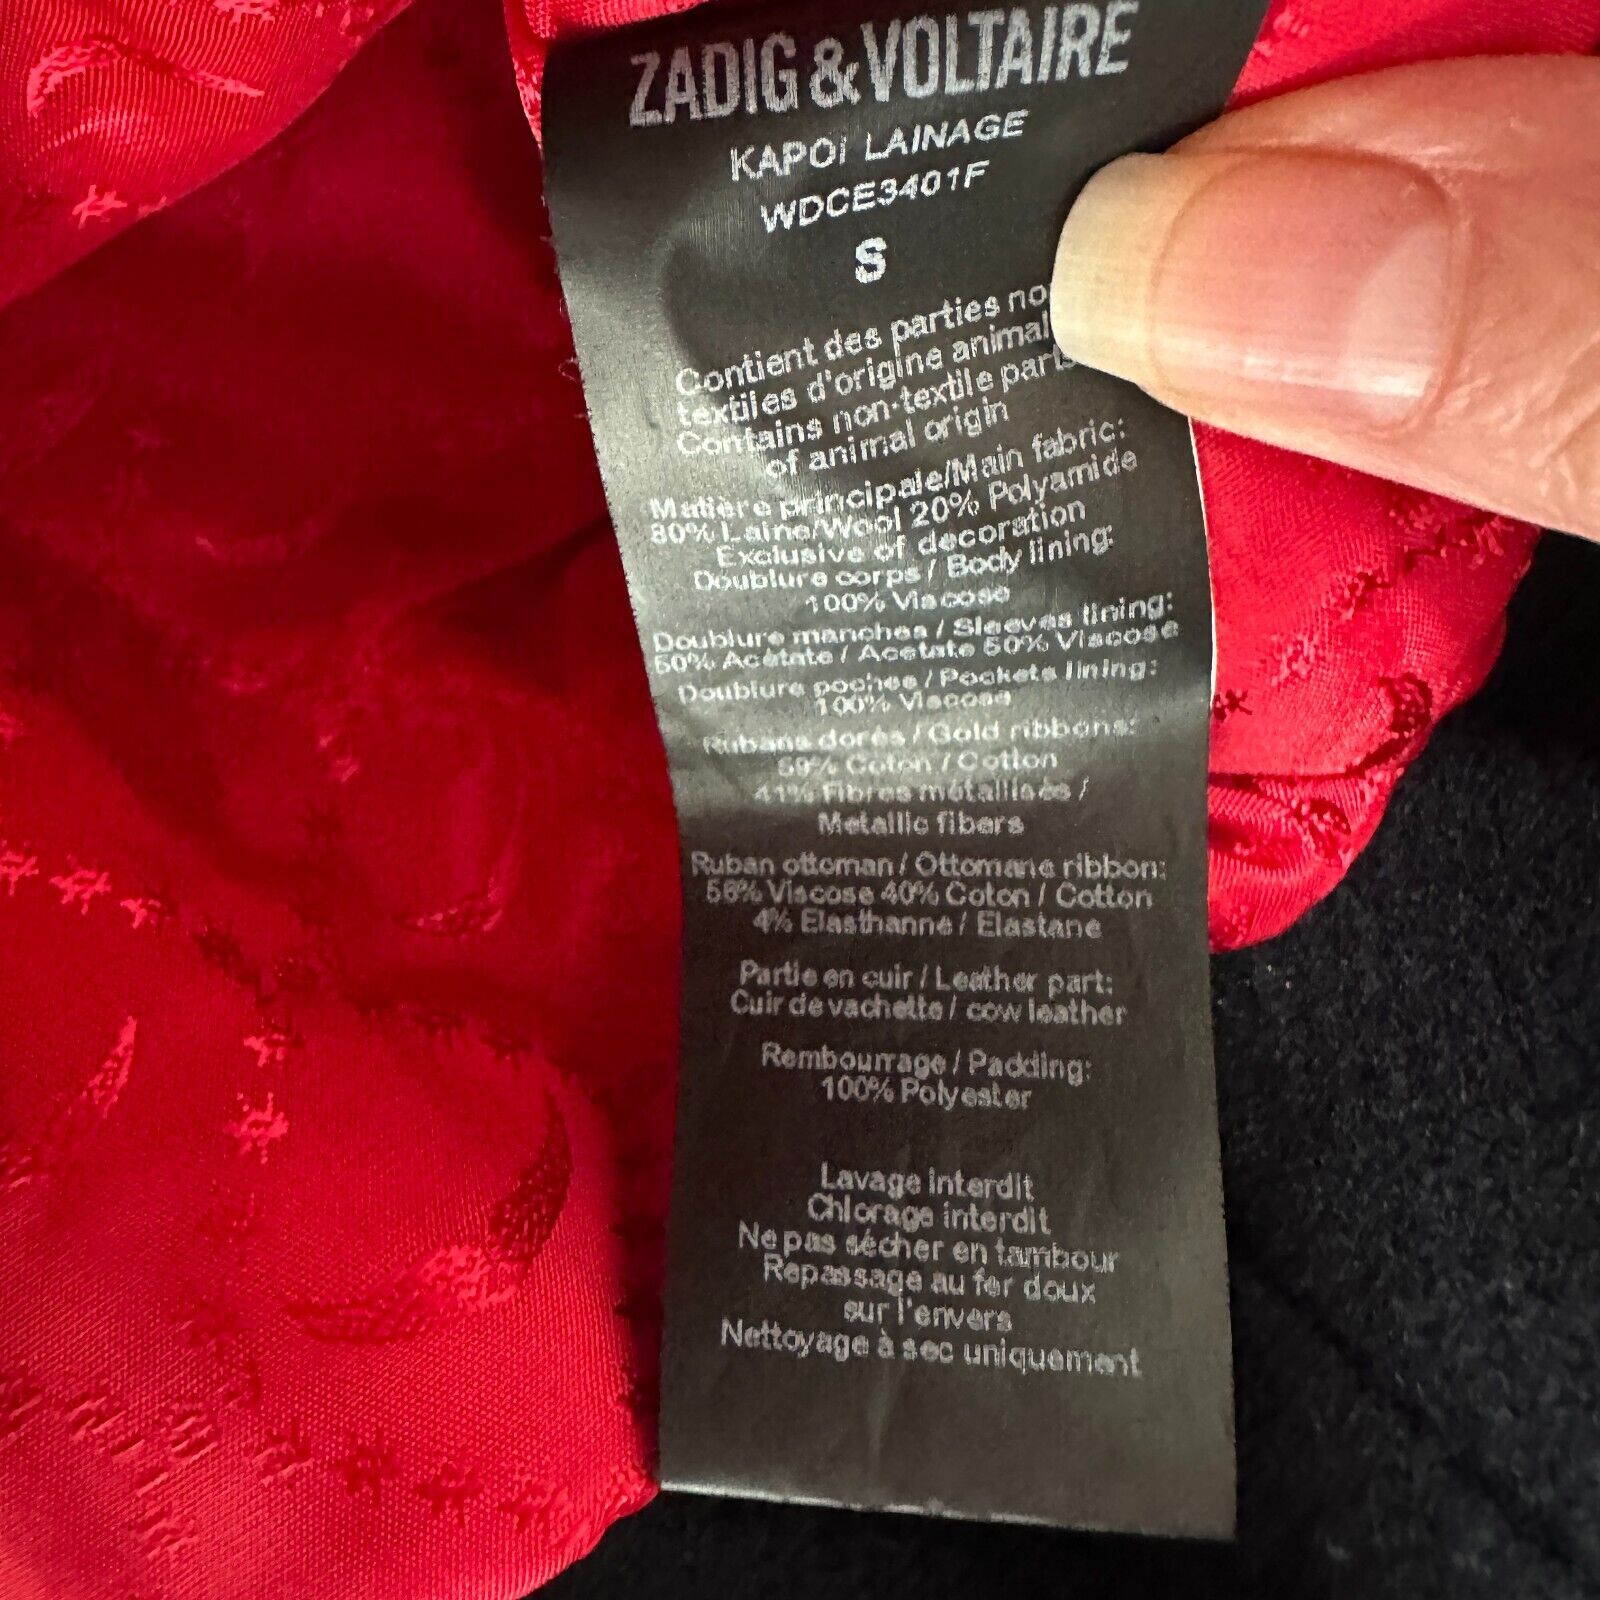 ZADIG & VOLTAIRE
KAPOI LAINAGE
WDCE3401F
S
Contient des parties
textiles d'origine animal
Contains non-textile
of animal origin
Matière principale/Main fabric:
80% Laine/Wool 20% Polyamide
Exclusive of decoration
Doublure corps / Body lining:
100% Viscose
Doublure manches / Sleeves lining:
50% Acétate / Acetate 50% Viscose
Doublure poches / Pockets lining:
100% Viscose
Rubans dorés / Gold ribbons:
59% Coton / Cotton
41% Fibres métallisés /
Metallic fibers
Ruban ottoman / Ottomane ribbon:
56% Viscose 40% Coton / Cotton
4% Elasthanne / Elastane
Partie en cuir / Leather part:
Cuir de vachette / cow leather
Rembourrage / Padding:
100% Polyester
Lavage interdit
Chlorage interdit
Ne pas sécher en tambour
Repassage au fer doux
sur l'envers
Nettoyage à sec uniquement